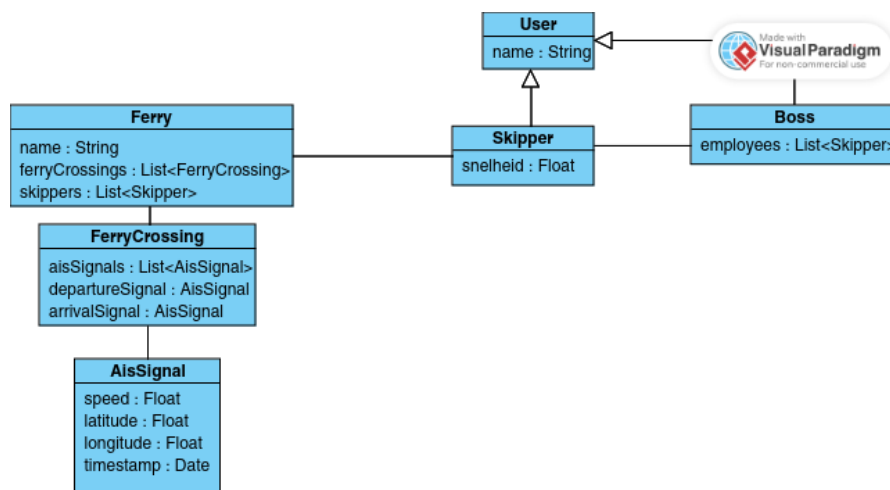 User
name : String
Made with
Visual Paradigm
For non-commercial use
Ferry
name : String
ferryCrossings : List<FerryCrossing>
skippers : List<Skipper>
Skipper
snelheid : Float
Boss
employees : List<Skipper>
FerryCrossing
aisSignals : List<AisSignal>
departureSignal : AisSignal
arrivalSignal : AisSignal
AisSignal
speed : Float
latitude : Float
longitude : Float
timestamp : Date